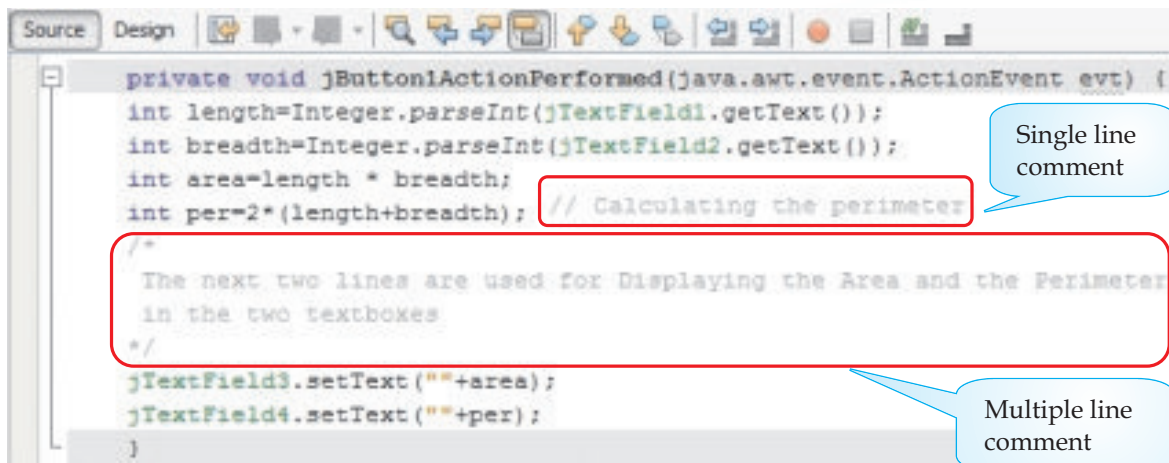 Source Design
private void jButton1ActionPerformed(java.awt.event.ActionEvent evt) {
int length=Integer.parseInt(jTextField1.getText());
int breadth=Integer.parseInt(jTextField2.getText());
int area=length * breadth;
int per=2*(length+breadth); // Calculating the perimeter
Single line
comment
/*
The next two lines are used for Displaying the Area and the Perimeter
in the two textboxes
*/
jTextField3.setText(""+area);
jTextField4.setText(""+per);
}
Multiple line
comment